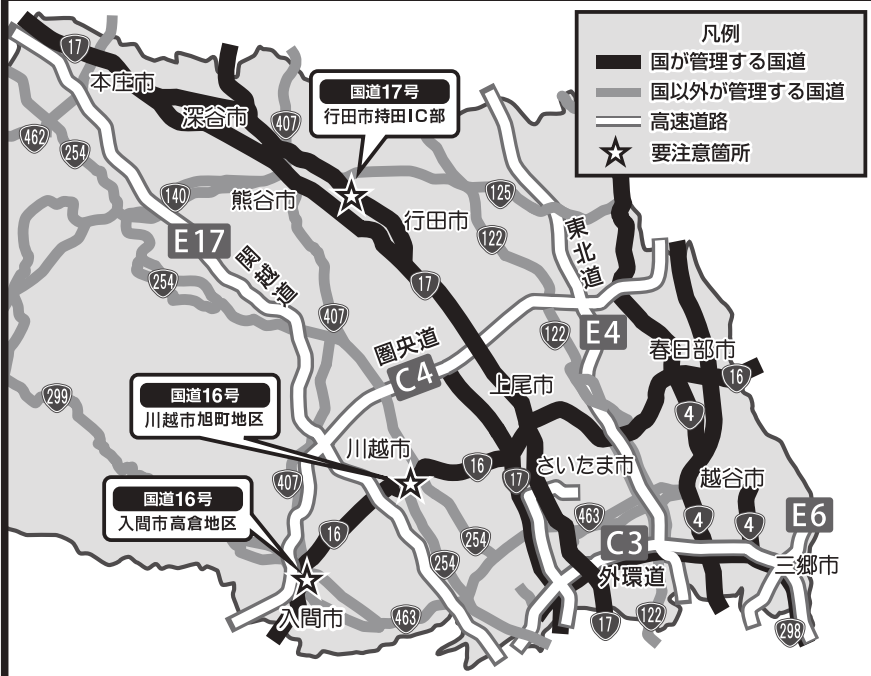 凡例
国が管理する国道
国以外が管理する国道
高速道路
要注意箇所
17
本庄市
深谷市
407
国道17号
行田市持田IC部
462
254
140
熊谷市
行田市
125
122
東北道
E17
関越道
254
17
407
圏央道
C4
122
E4
春日部市
16
上尾市
299
国道16号
川越市旭町地区
川越市
16
4
17
さいたま市
越谷市
407
国道16号
入間市高倉地区
16
463
254
254
C3
外環道
4
4
E6
三郷市
入間市
463
17
122
298